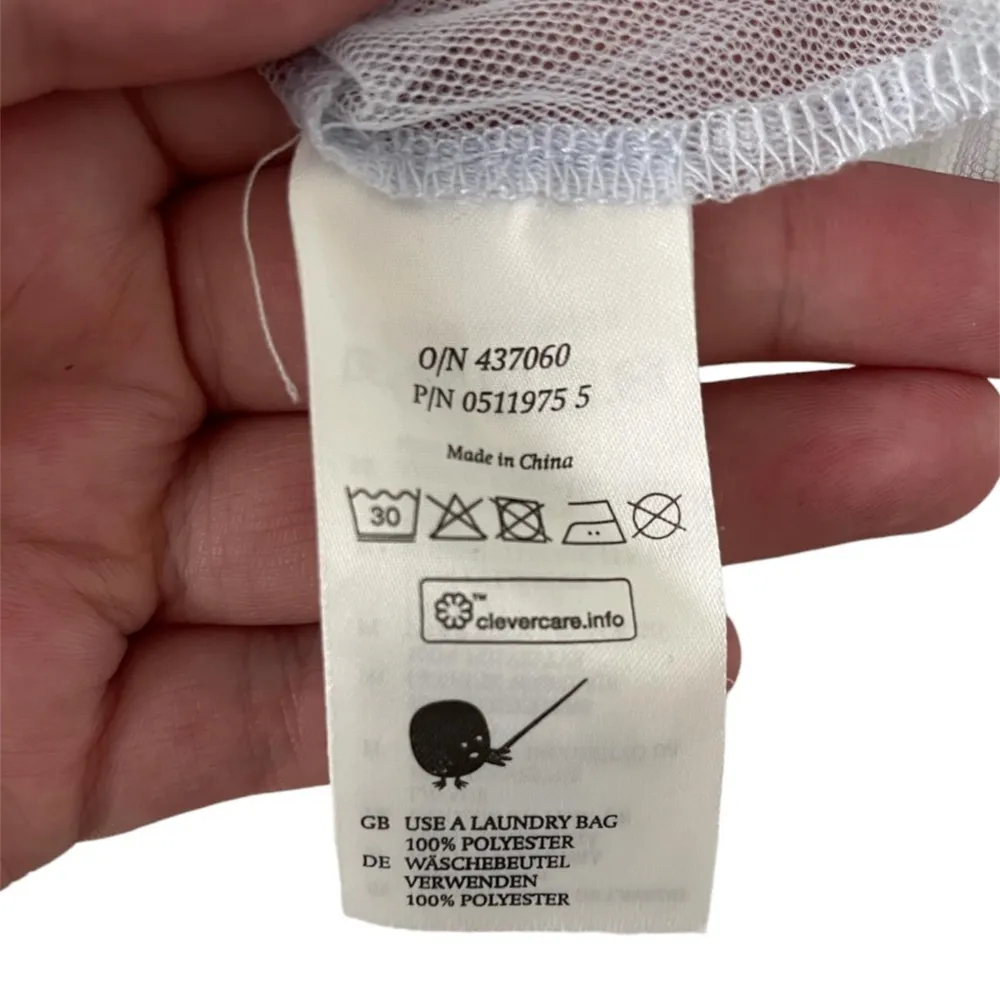 O/N 437060
P/N 0511975 5
Made in China
30
™
clevercare.info
GB USE A LAUNDRY BAG
100% POLYESTER
DE WÄSCHEBEUTEL
VERWENDEN
100% POLYESTER